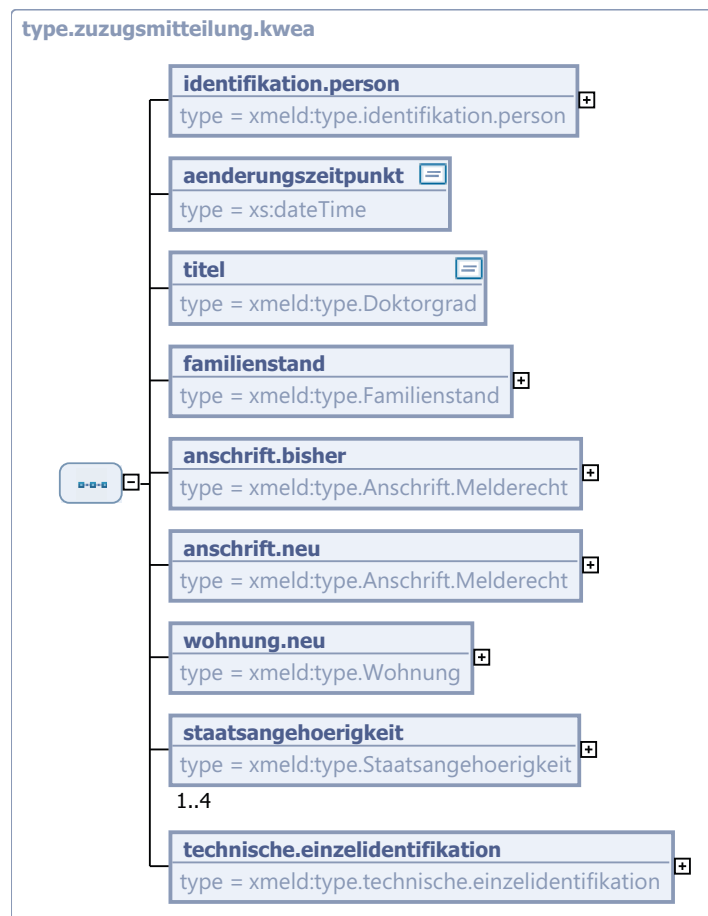 type.zuzugsmitteilung.kwea
identifikation.person
type = xmeld:type.identifikation.person
aenderungszeitpunkt
type = xs:dateTime
titel
type = xmeld:type.Doktorgrad
familienstand
type = xmeld:type.Familienstand
anschrift.bisher
type = xmeld:type.Anschrift.Melderecht
anschrift.neu
type = xmeld:type.Anschrift.Melderecht
wohnung.neu
type = xmeld:type.Wohnung
staatsangehoerigkeit
type = xmeld:type.Staatsangehoerigkeit
1..4
technische.einzelidentifikation
type = xmeld:type.technische.einzelidentifikation